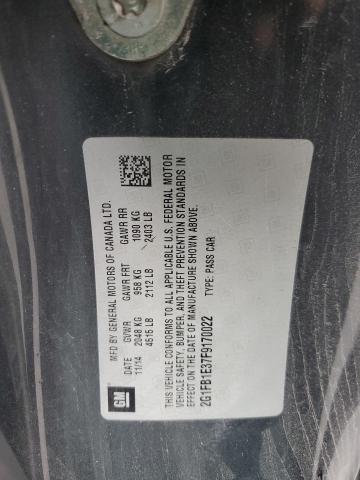 MFD BY GENERAL MOTORS OF CANADA LTD.
DATE GVWR GAWR FRT GAWR RR
11/14 2048 KG 958 KG 1090 KG
4515 LB 2112 LB 2403 LB
THIS VEHICLE CONFORMS TO ALL APPLICABLE U.S. FEDERAL MOTOR
VEHICLE SAFETY, BUMPER, AND THEFT PREVENTION STANDARDS IN
EFFECT ON THE DATE OF MANUFACTURE SHOWN ABOVE.
2G1FB1E37F9170022 TYPE: PASS CAR
GM